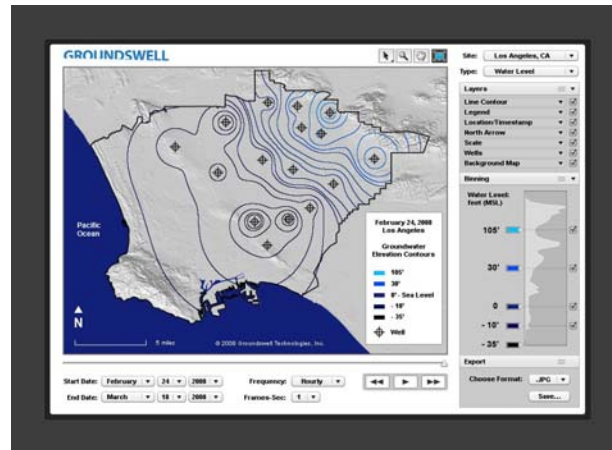 GROUNDSWELL
Site: Los Angeles, CA
Type: Water Level
Layers
Line Contour
Legend
Location/Timestamp
North Arrow
Scale
Wells
Background Map
Binning
Water Level:
feet (MSL)
105'
30'
0
- 10'
- 35'
Export
Choose Format: .JPG
Save...
Pacific
Ocean
N
5 miles
© 2008 Groundswell Technologies, Inc.
February 24, 2008
Los Angeles
Groundwater
Elevation Contours
105'
30'
0' - Sea Level
- 10'
- 35'
Well
Start Date: February 24 2008 Frequency: Hourly
End Date: March 18 2008 Frames-Sec: 1